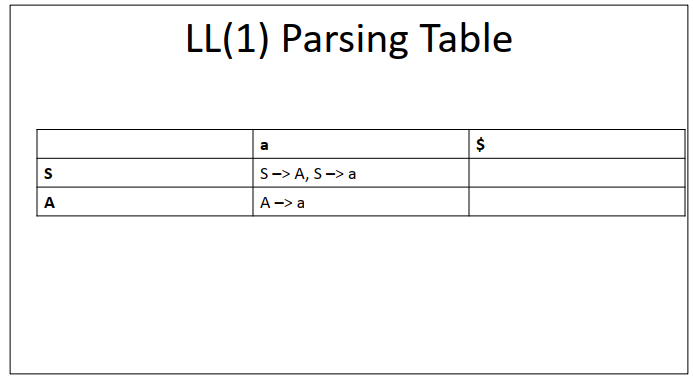 LL(1) Parsing Table
a $
S S –> A, S –> a
A A –> a